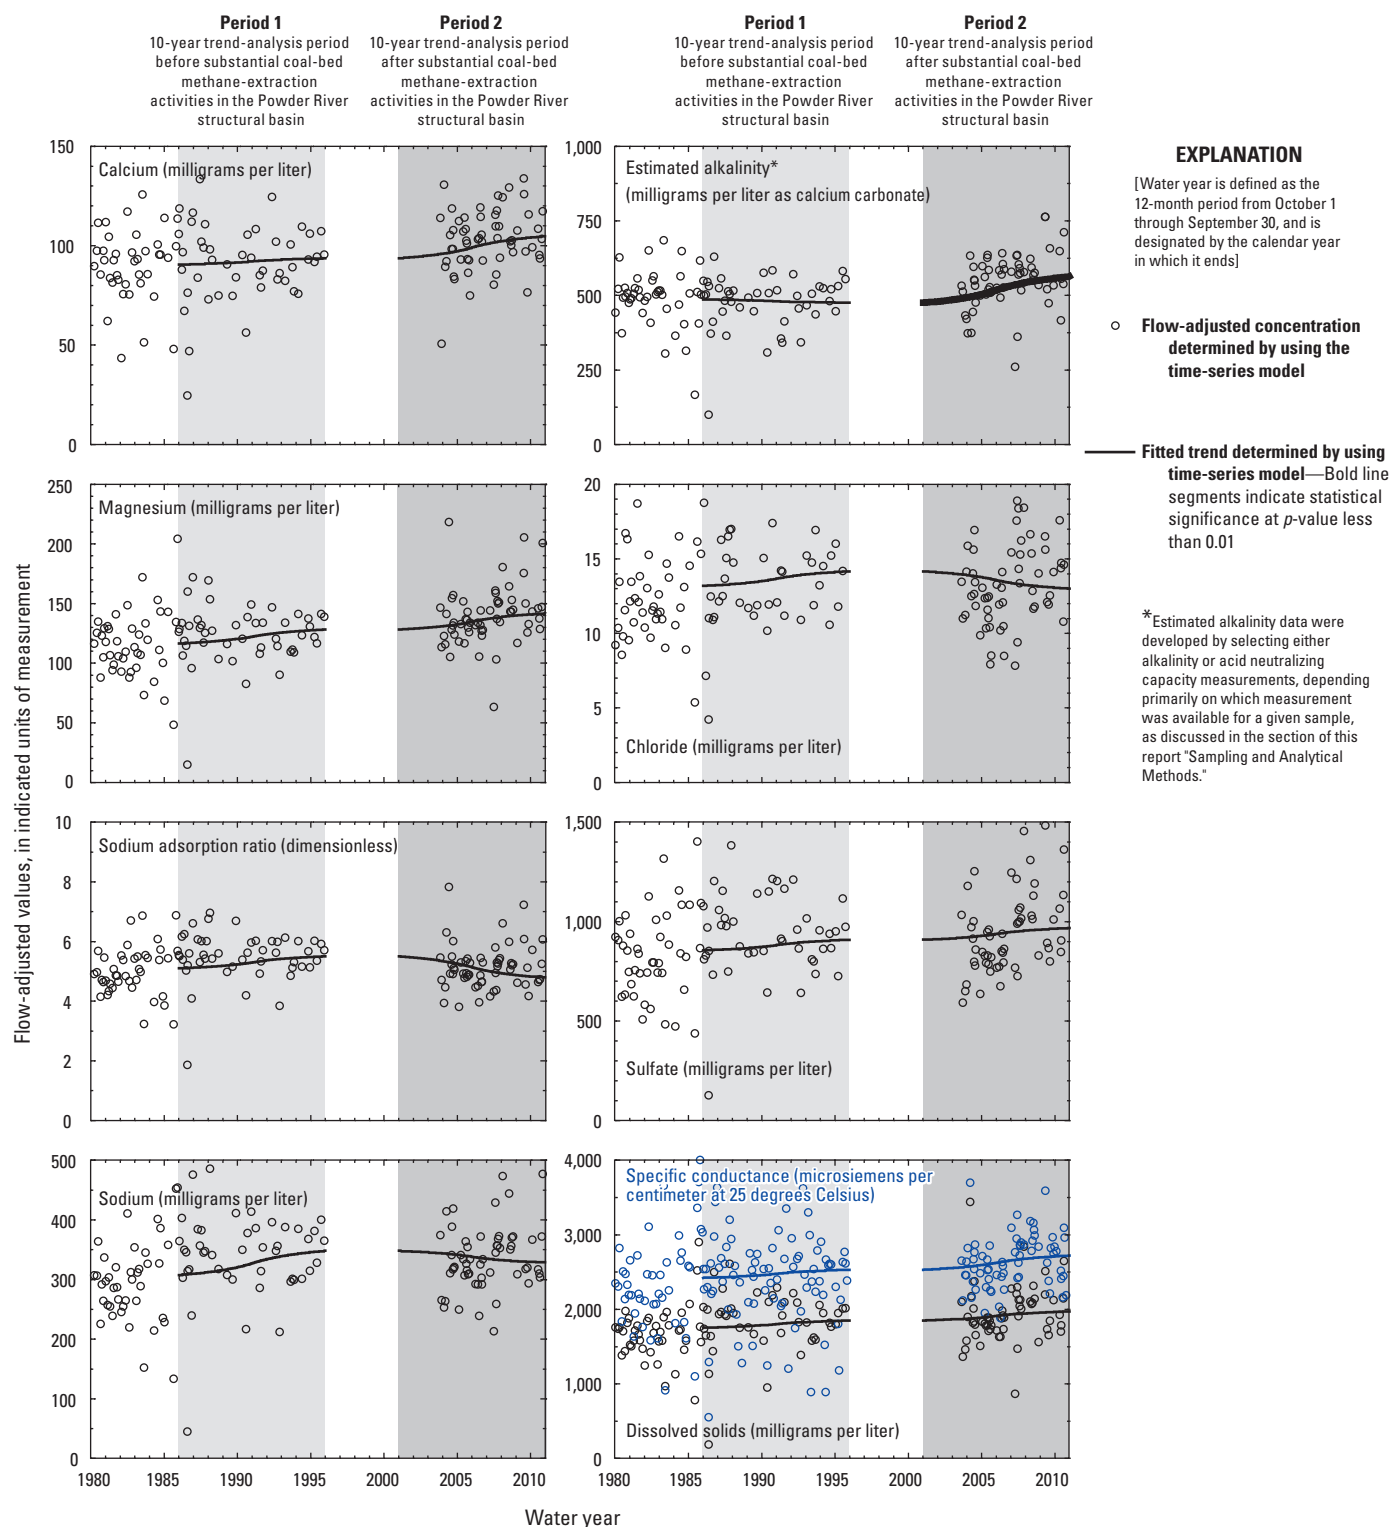 Period 1
10-year trend-analysis period
before substantial coal-bed
methane-extraction
activities in the Powder River
structural basin
Period 2
10-year trend-analysis period
after substantial coal-bed
methane-extraction
activities in the Powder River
structural basin
Period 1
10-year trend-analysis period
before substantial coal-bed
methane-extraction
activities in the Powder River
structural basin
Period 2
10-year trend-analysis period
after substantial coal-bed
methane-extraction
activities in the Powder River
structural basin
Flow-adjusted values, in indicated units of measurement
Calcium (milligrams per liter)
150
100
50
0
Estimated alkalinity*
(milligrams per liter as calcium carbonate)
1,000
750
500
250
0
Magnesium (milligrams per liter)
250
200
150
100
50
0
Chloride (milligrams per liter)
20
15
10
5
0
Sodium adsorption ratio (dimensionless)
10
8
6
4
2
0
Sulfate (milligrams per liter)
1,500
1,000
500
0
Sodium (milligrams per liter)
500
400
300
200
100
0
1980 1985 1990 1995 2000 2005 2010
Specific conductance (microsiemens per
centimeter at 25 degrees Celsius)
Dissolved solids (milligrams per liter)
4,000
3,000
2,000
1,000
0
1980 1985 1990 1995 2000 2005 2010
Water year
EXPLANATION
[Water year is defined as the
12-month period from October 1
through September 30, and is
designated by the calendar year
in which it ends]
Flow-adjusted concentration
determined by using the
time-series model
Fitted trend determined by using
time-series model—Bold line
segments indicate statistical
significance at p-value less
than 0.01
*Estimated alkalinity data were
developed by selecting either
alkalinity or acid neutralizing
capacity measurements, depending
primarily on which measurement
was available for a given sample,
as discussed in the section of this
report "Sampling and Analytical
Methods."